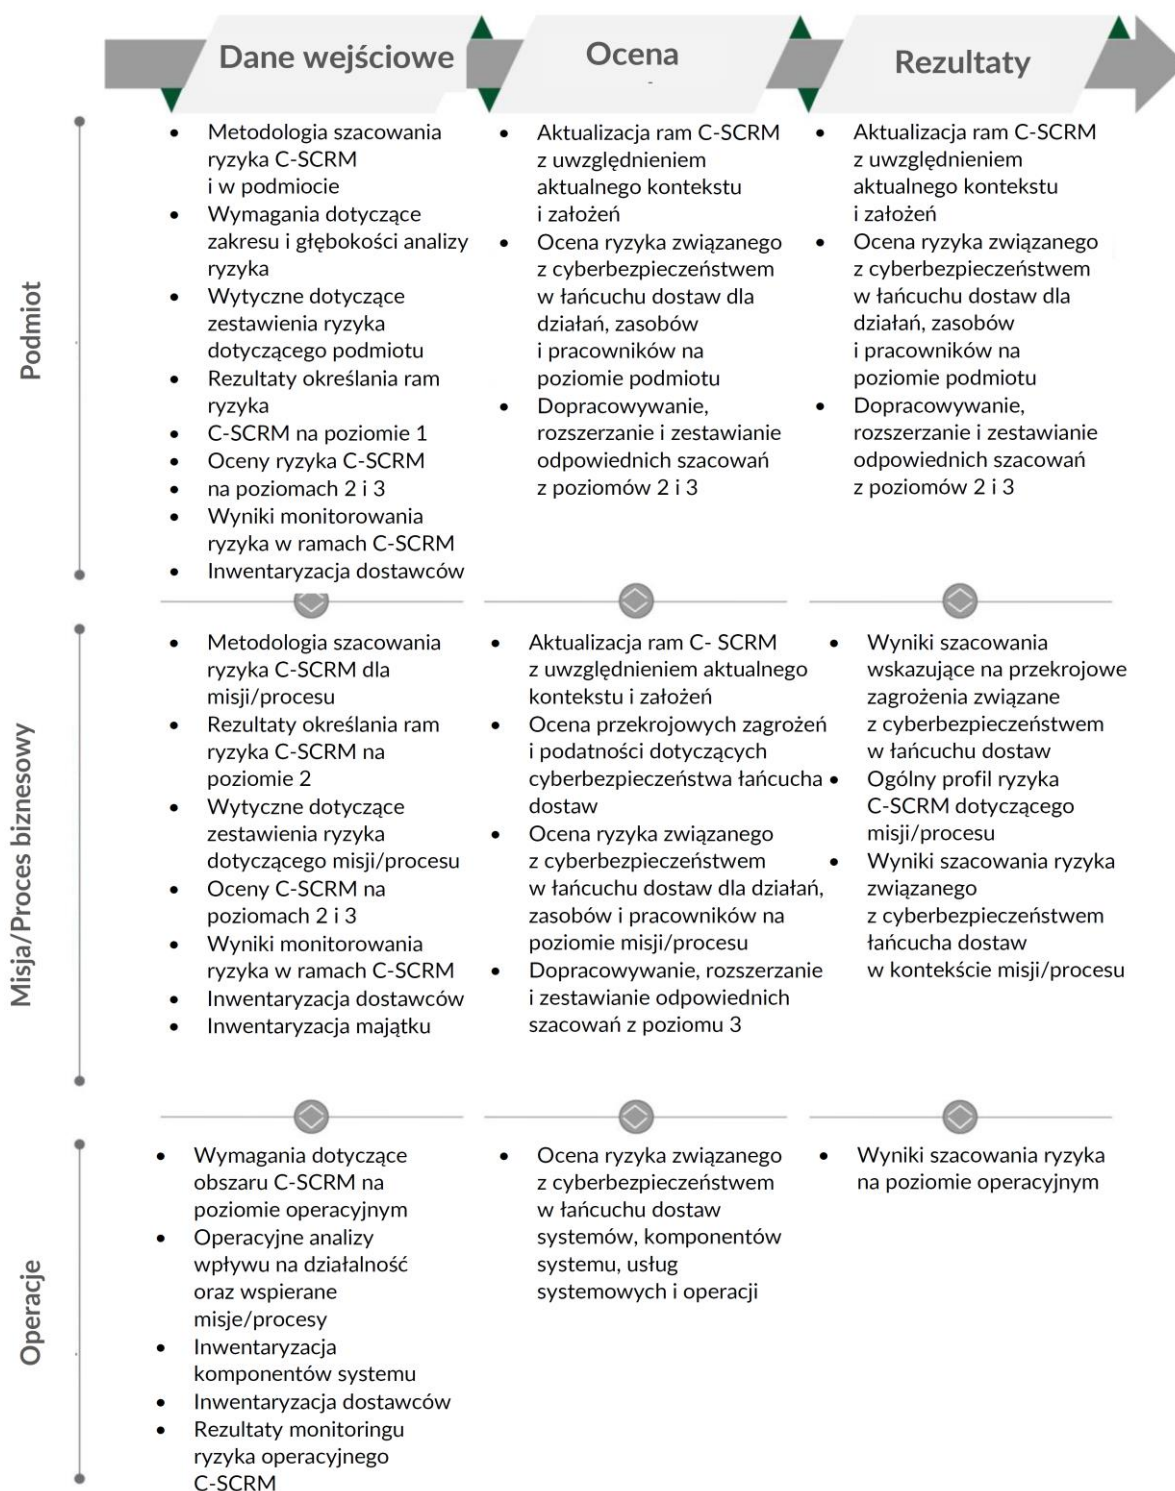 Dane wejściowe
Ocena
Rezultaty
Podmiot
• Metodologia szacowania
ryzyka C-SCRM
i w podmiocie
• Wymagania dotyczące
zakresu i głębokości analizy
ryzyka
• Wytyczne dotyczące
zestawienia ryzyka
dotyczącego podmiotu
• Rezultaty określania ram
ryzyka
• C-SCRM na poziomie 1
• Oceny ryzyka C-SCRM
• na poziomach 2 i 3
• Wyniki monitorowania
ryzyka w ramach C-SCRM
• Inwentaryzacja dostawców
• Aktualizacja ram C-SCRM
z uwzględnieniem
aktualnego kontekstu
i założeń
• Ocena ryzyka związanego
z cyberbezpieczeństwem
w łańcuchu dostaw dla
działań, zasobów
i pracowników na
poziomie podmiotu
• Dopracowywanie,
rozszerzanie i zestawianie
odpowiednich szacowań
z poziomów 2 i 3
• Aktualizacja ram C-SCRM
z uwzględnieniem
aktualnego kontekstu
i założeń
• Ocena ryzyka związanego
z cyberbezpieczeństwem
w łańcuchu dostaw dla
działań, zasobów
i pracowników na
poziomie podmiotu
• Dopracowywanie,
rozszerzanie i zestawianie
odpowiednich szacowań
z poziomów 2 i 3
Misja/Proces biznesowy
• Metodologia szacowania
ryzyka C-SCRM dla
misji/procesu
• Rezultaty określania ram
ryzyka C-SCRM na
poziomie 2
• Wytyczne dotyczące
zestawienia ryzyka
dotyczącego misji/procesu
• Oceny C-SCRM na
poziomach 2 i 3
• Wyniki monitorowania
ryzyka w ramach C-SCRM
• Inwentaryzacja dostawców
• Inwentaryzacja majątku
• Aktualizacja ram C- SCRM
z uwzględnieniem aktualnego
kontekstu i założeń
• Ocena przekrojowych zagrożeń
i podatności dotyczących
cyberbezpieczeństwa łańcucha
dostaw
• Ocena ryzyka związanego
z cyberbezpieczeństwem
w łańcuchu dostaw dla działań,
zasobów i pracowników na
poziomie misji/procesu
• Dopracowywanie, rozszerzanie
i zestawianie odpowiednich
szacowań z poziomu 3
• Wyniki szacowania
wskazujące na przekrojowe
zagrożenia związane
z cyberbezpieczeństwem
w łańcuchu dostaw
• Ogólny profil ryzyka
C-SCRM dotyczącego
misji/procesu
• Wyniki szacowania ryzyka
związanego
z cyberbezpieczeństwem
łańcucha dostaw
w kontekście misji/procesu
Operacje
• Wymagania dotyczące
obszaru C-SCRM na
poziomie operacyjnym
• Operacyjne analizy
wpływu na działalność
oraz wspierane
misje/procesy
• Inwentaryzacja
komponentów systemu
• Inwentaryzacja dostawców
• Rezultaty monitoringu
ryzyka operacyjnego
C-SCRM
• Ocena ryzyka związanego
z cyberbezpieczeństwem
w łańcuchu dostaw
systemów, komponentów
systemu, usług
systemowych i operacji
• Wyniki szacowania ryzyka
na poziomie operacyjnym